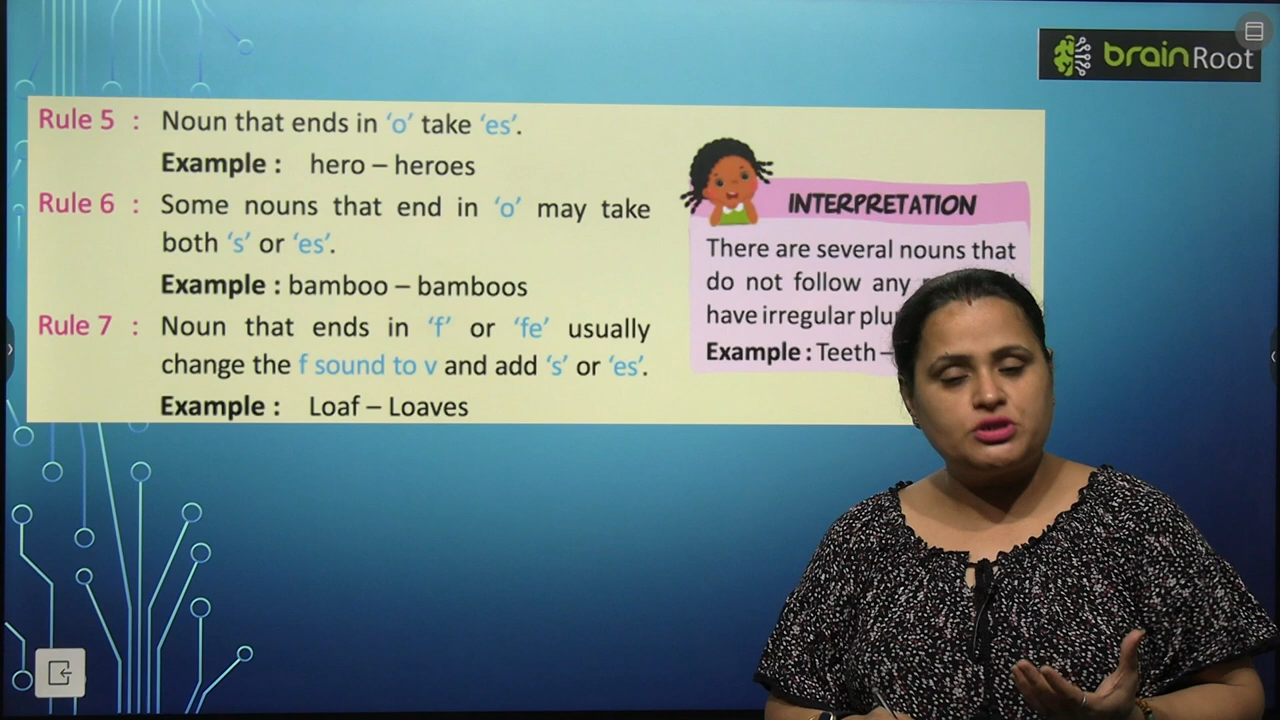 brainRoot
Rule 5 : Noun that ends in ‘o’ take ‘es’.
Example : hero – heroes
Rule 6 : Some nouns that end in ‘o’ may take
both ‘s’ or ‘es’.
Example : bamboo – bamboos
Rule 7 : Noun that ends in ‘f’ or ‘fe’ usually
change the f sound to v and add ‘s’ or ‘es’.
Example : Loaf – Loaves
INTERPRETATION
There are several nouns that
do not follow any
have irregular
Example : Teeth –